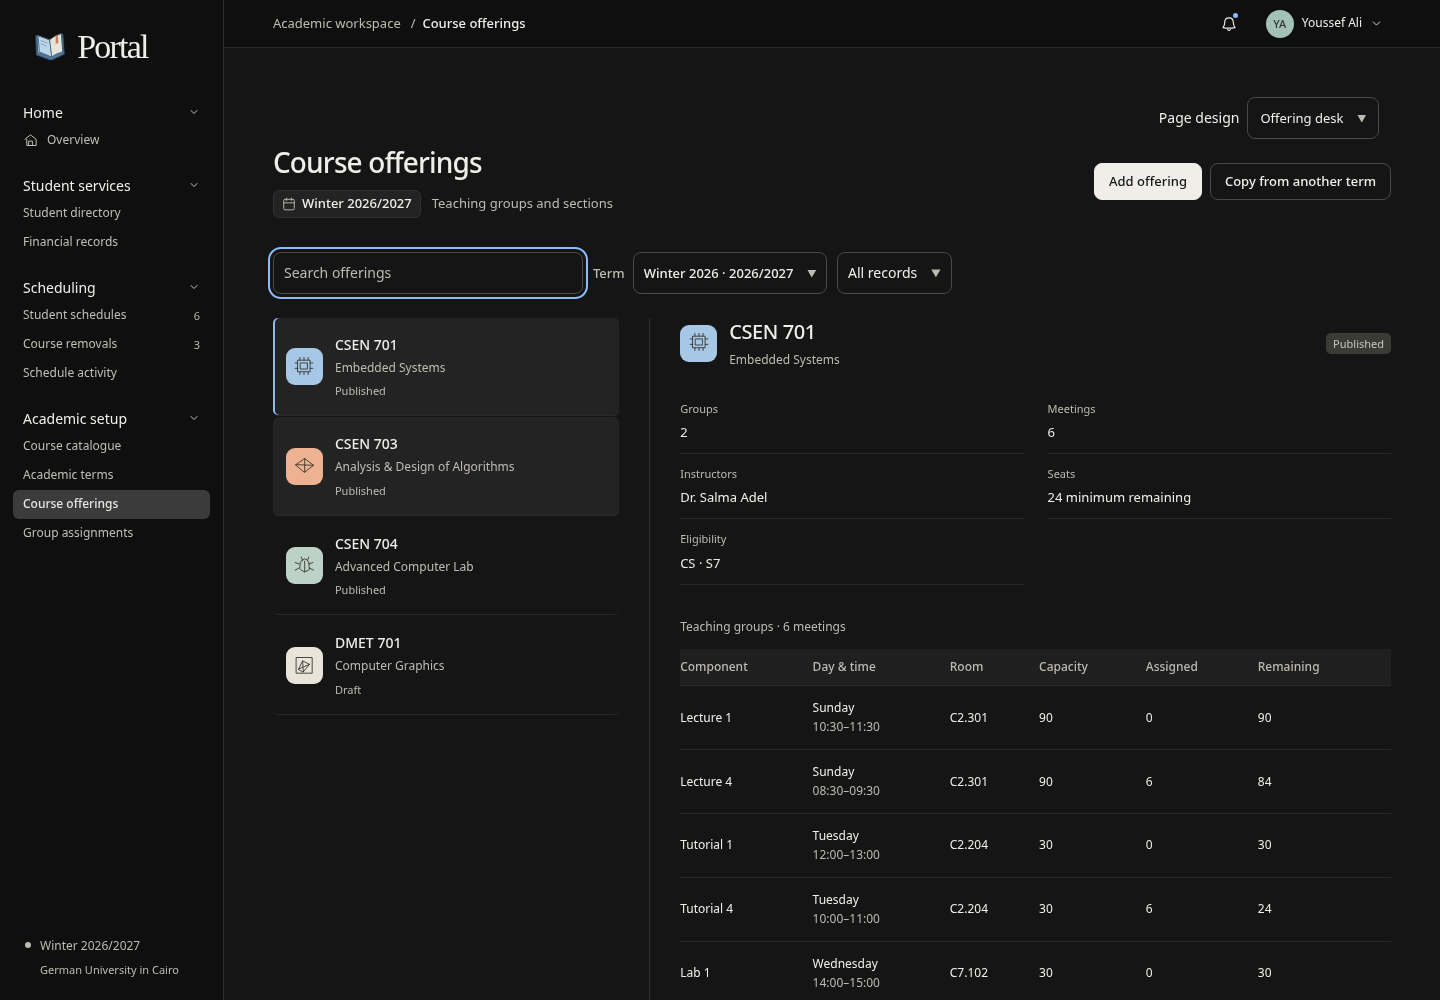 Portal
Home
Overview
Student services
Student directory
Financial records
Scheduling
Student schedules 6
Course removals 3
Schedule activity
Academic setup
Course catalogue
Academic terms
Course offerings
Group assignments
Winter 2026/2027
German University in Cairo
Academic workspace / Course offerings
YA Youssef Ali
Page design Offering desk
Course offerings
Winter 2026/2027 Teaching groups and sections
Add offering Copy from another term
Search offerings Term Winter 2026 · 2026/2027 All records
CSEN 701
Embedded Systems
Published
CSEN 703
Analysis & Design of Algorithms
Published
CSEN 704
Advanced Computer Lab
Published
DMET 701
Computer Graphics
Draft
CSEN 701
Embedded Systems
Published
Groups Meetings
2 6
Instructors Seats
Dr. Salma Adel 24 minimum remaining
Eligibility
CS · S7
Teaching groups · 6 meetings
Component Day & time Room Capacity Assigned Remaining
Lecture 1 Sunday 10:30–11:30 C2.301 90 0 90
Lecture 4 Sunday 08:30–09:30 C2.301 90 6 84
Tutorial 1 Tuesday 12:00–13:00 C2.204 30 0 30
Tutorial 4 Tuesday 10:00–11:00 C2.204 30 6 24
Lab 1 Wednesday 14:00–15:00 C7.102 30 0 30